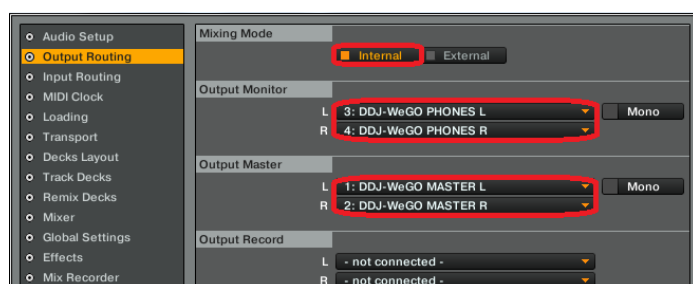 Audio Setup
Output Routing
Input Routing
MIDI Clock
Loading
Transport
Decks Layout
Track Decks
Remix Decks
Mixer
Global Settings
Effects
Mix Recorder
Mixing Mode
Internal External
Output Monitor
L 3: DDJ-WeGO PHONES L Mono
R 4: DDJ-WeGO PHONES R
Output Master
L 1: DDJ-WeGO MASTER L Mono
R 2: DDJ-WeGO MASTER R
Output Record
L - not connected -
R - not connected -